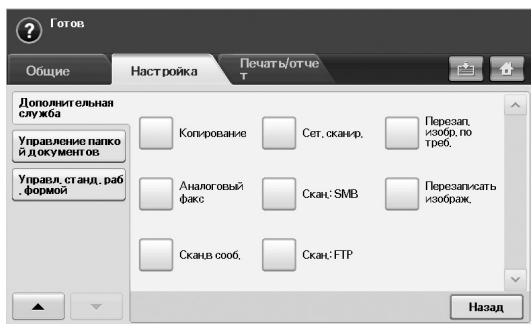 Готов
Общие
Настройка
Печать/отче
т
Дополнительная
служба
Управление папко
й документов
Управл. станд. раб
. формой
Копирование
Сет. сканир.
Перезап.
изобр. по
треб.
Аналоговый
факс
Скан.: SMB
Перезаписать
изображ.
Скан.в сооб.
Скан.: FTP
Назад